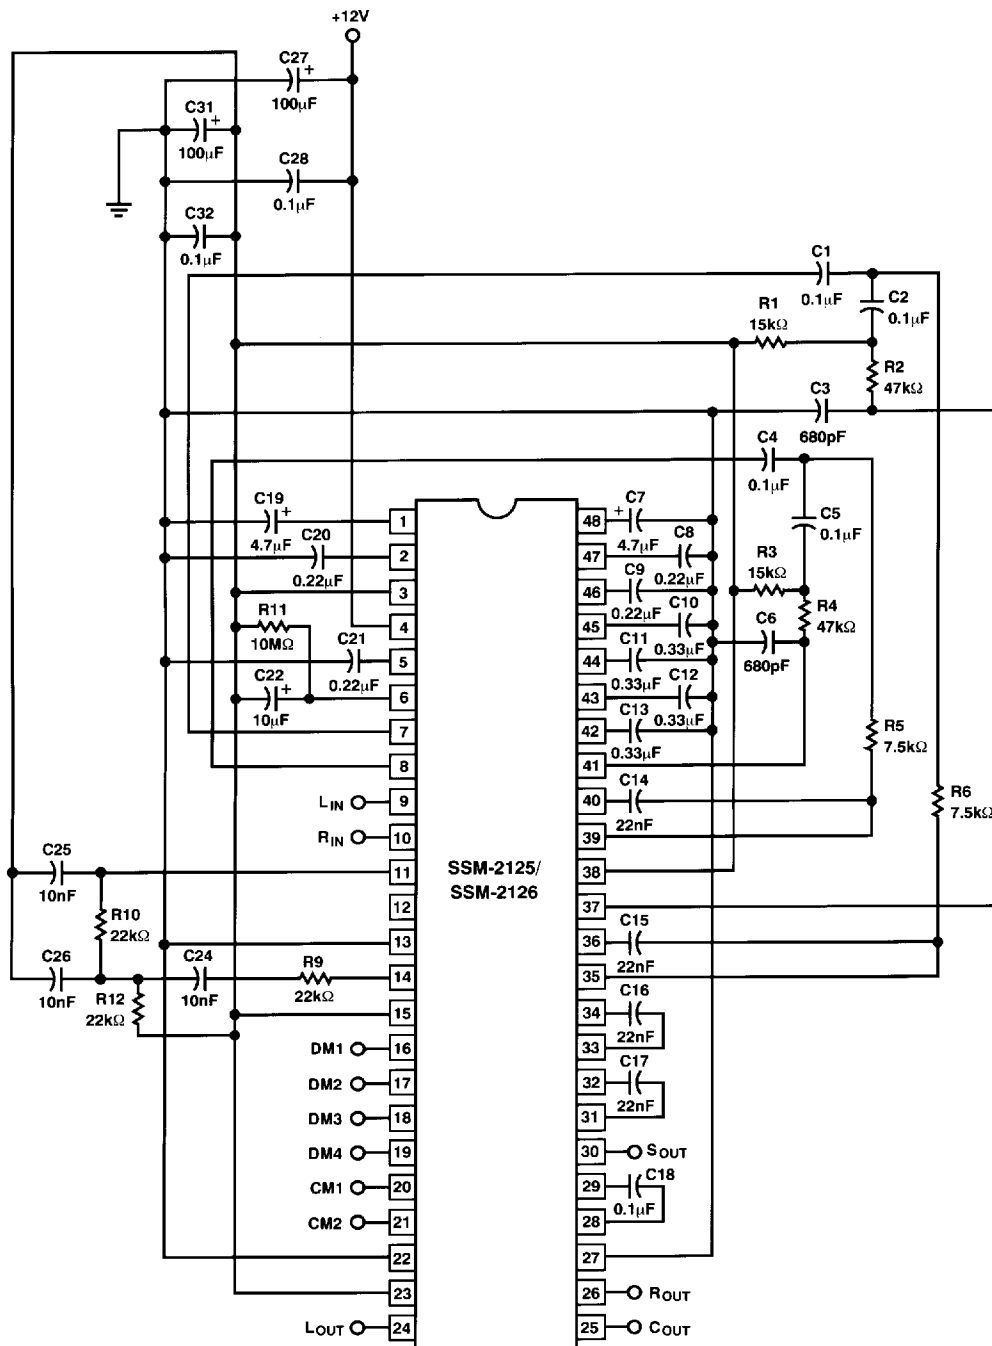 +12V
C27
+
100µF
C31
+
100µF
C28
0.1µF
C32
0.1µF
C1
0.1µF
C2
0.1µF
R1
15kΩ
R2
47kΩ
C3
680pF
C4
0.1µF
C5
0.1µF
R3
15kΩ
R4
47kΩ
C6
680pF
R5
7.5kΩ
R6
7.5kΩ
C19
+
4.7µF
C20
0.22µF
R11
10MΩ
C21
0.22µF
C22
+
10µF
LIN
RIN
C25
10nF
R10
22kΩ
C26
10nF
R12
22kΩ
C24
10nF
R9
22kΩ
DM1
DM2
DM3
DM4
CM1
CM2
LOUT
1
2
3
4
5
6
7
8
9
10
11
12
13
14
15
16
17
18
19
20
21
22
23
24
SSM-2125/
SSM-2126
48
47
46
45
44
43
42
41
40
39
38
37
36
35
34
33
32
31
30
29
28
27
26
25
+
C7
4.7µF
C8
0.22µF
C9
0.22µF
C10
0.33µF
C11
0.33µF
C12
0.33µF
C13
0.33µF
C14
22nF
C15
22nF
C16
22nF
C17
22nF
SOUT
C18
0.1µF
ROUT
COUT